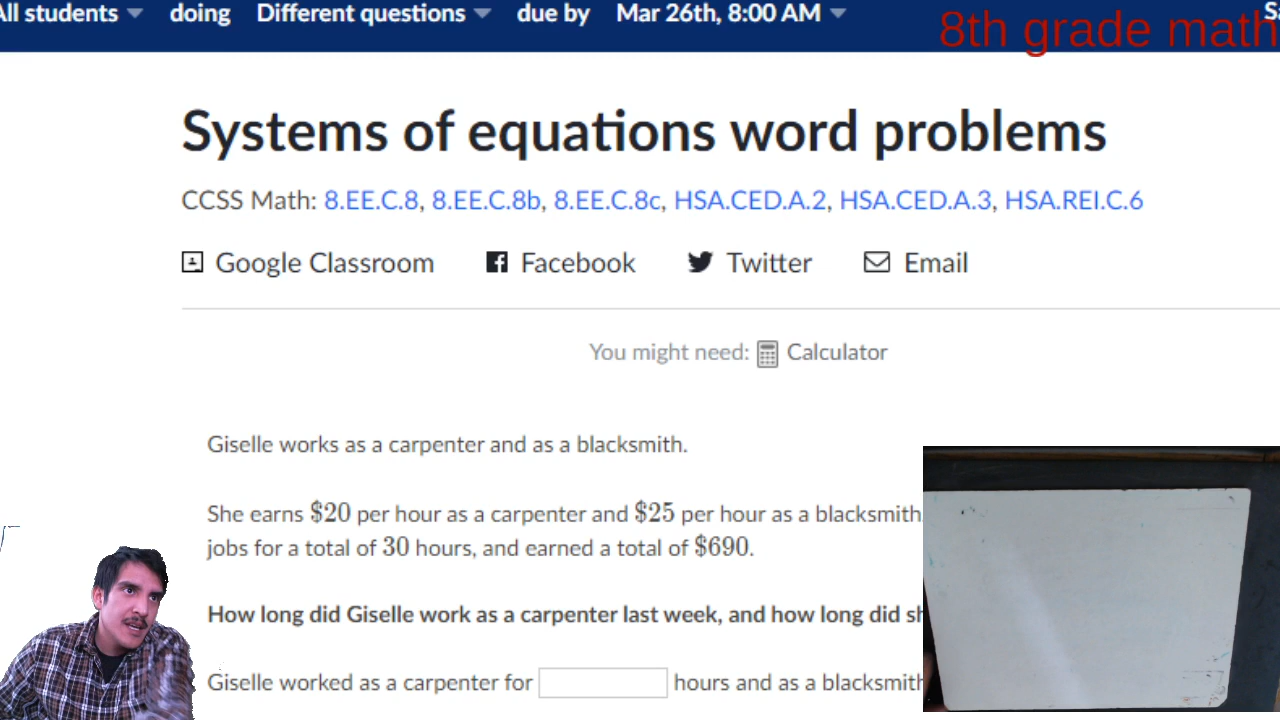 All students doing Different questions due by Mar 26th, 8:00 AM
8th grade math
Systems of equations word problems
CCSS Math: 8.EE.C.8, 8.EE.C.8b, 8.EE.C.8c, HSA.CED.A.2, HSA.CED.A.3, HSA.REI.C.6
Google Classroom Facebook Twitter Email
You might need: Calculator
Giselle works as a carpenter and as a blacksmith.
She earns $20 per hour as a carpenter and $25 per hour as a blacksmith.
jobs for a total of 30 hours, and earned a total of $690.
How long did Giselle work as a carpenter last week, and how long did
Giselle worked as a carpenter for hours and as a blacksmith